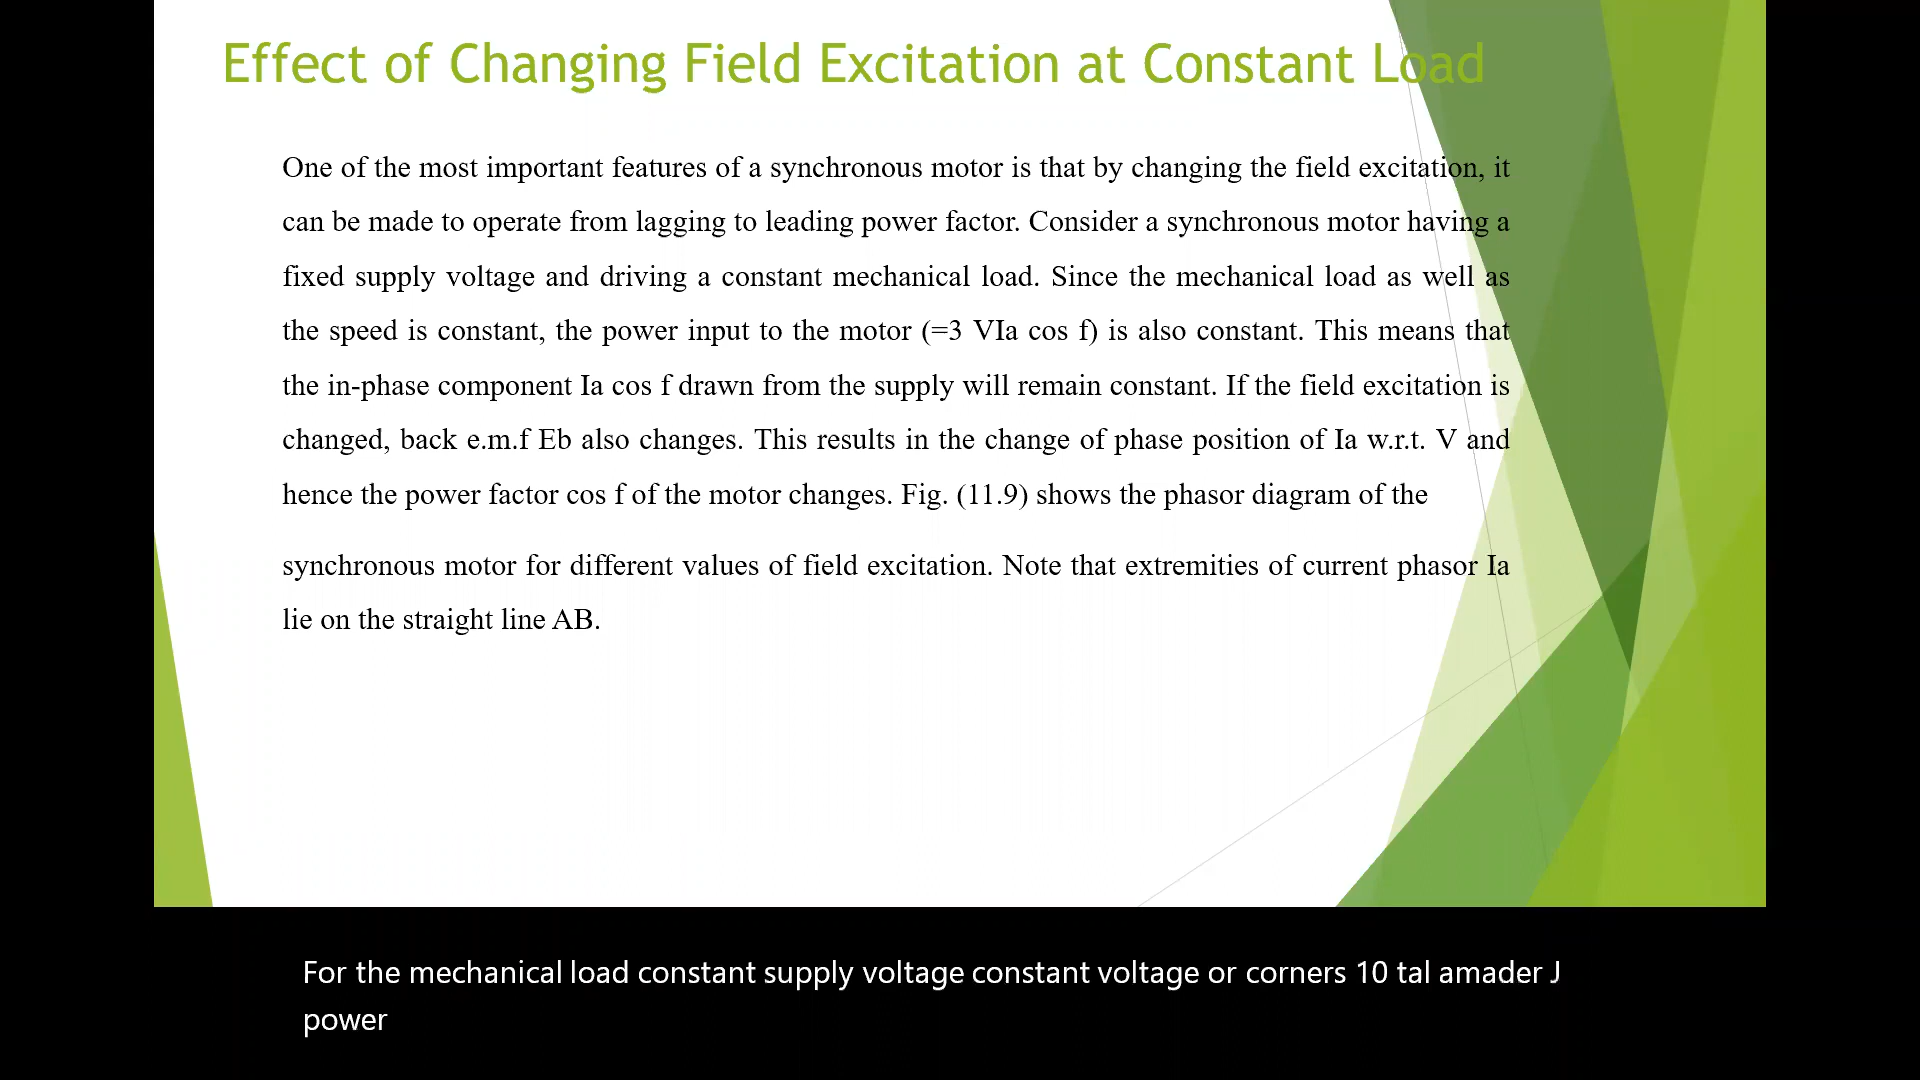 Effect of Changing Field Excitation at Constant Load
One of the most important features of a synchronous motor is that by changing the field excitation, it
can be made to operate from lagging to leading power factor. Consider a synchronous motor having a
fixed supply voltage and driving a constant mechanical load. Since the mechanical load as well as
the speed is constant, the power input to the motor (=3 VIa cos f) is also constant. This means that
the in-phase component Ia cos f drawn from the supply will remain constant. If the field excitation is
changed, back e.m.f Eb also changes. This results in the change of phase position of Ia w.r.t. V and
hence the power factor cos f of the motor changes. Fig. (11.9) shows the phasor diagram of the
synchronous motor for different values of field excitation. Note that extremities of current phasor Ia
lie on the straight line AB.
For the mechanical load constant supply voltage constant voltage or corners 10 tal amader J
power